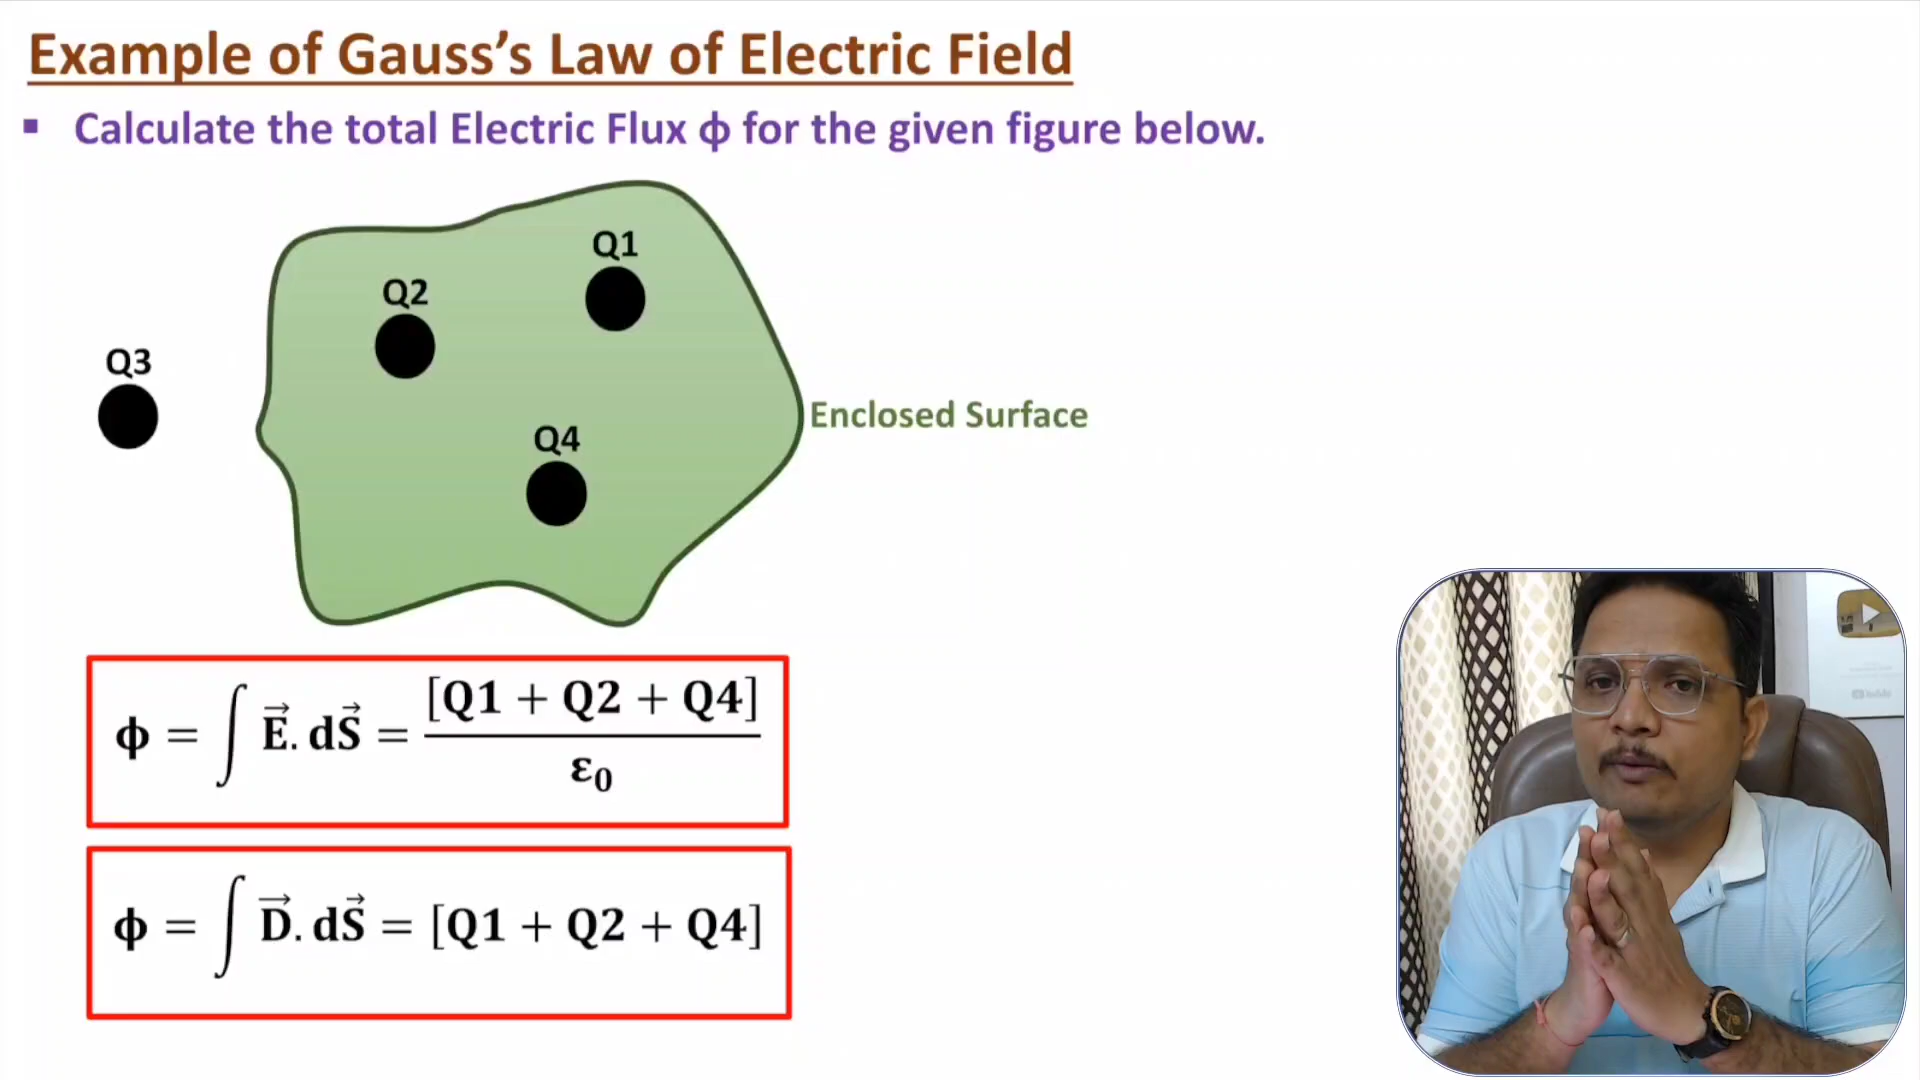 Example of Gauss’s Law of Electric Field
▪ Calculate the total Electric Flux ϕ for the given figure below.
Q1
Q2
Q3
Enclosed Surface
Q4
ϕ = ∫ E⃗. dS⃗ = [Q1 + Q2 + Q4] / ε₀
ϕ = ∫ D⃗. dS⃗ = [Q1 + Q2 + Q4]